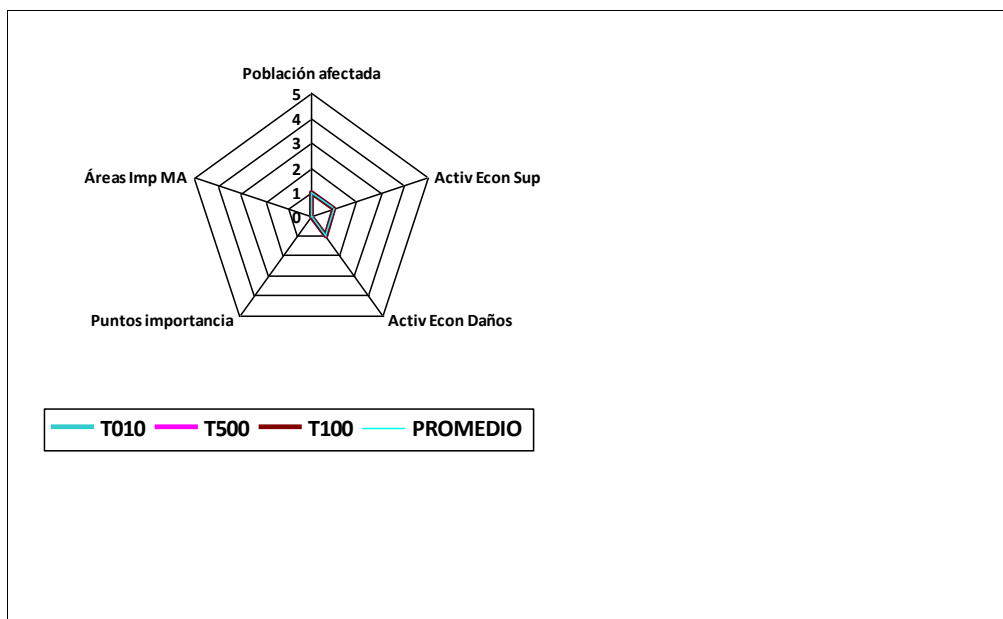 Población afectada
5
4
3
2
1
0
Áreas Imp MA
Activ Econ Sup
Puntos importancia
Activ Econ Daños
T010 T500 T100 PROMEDIO